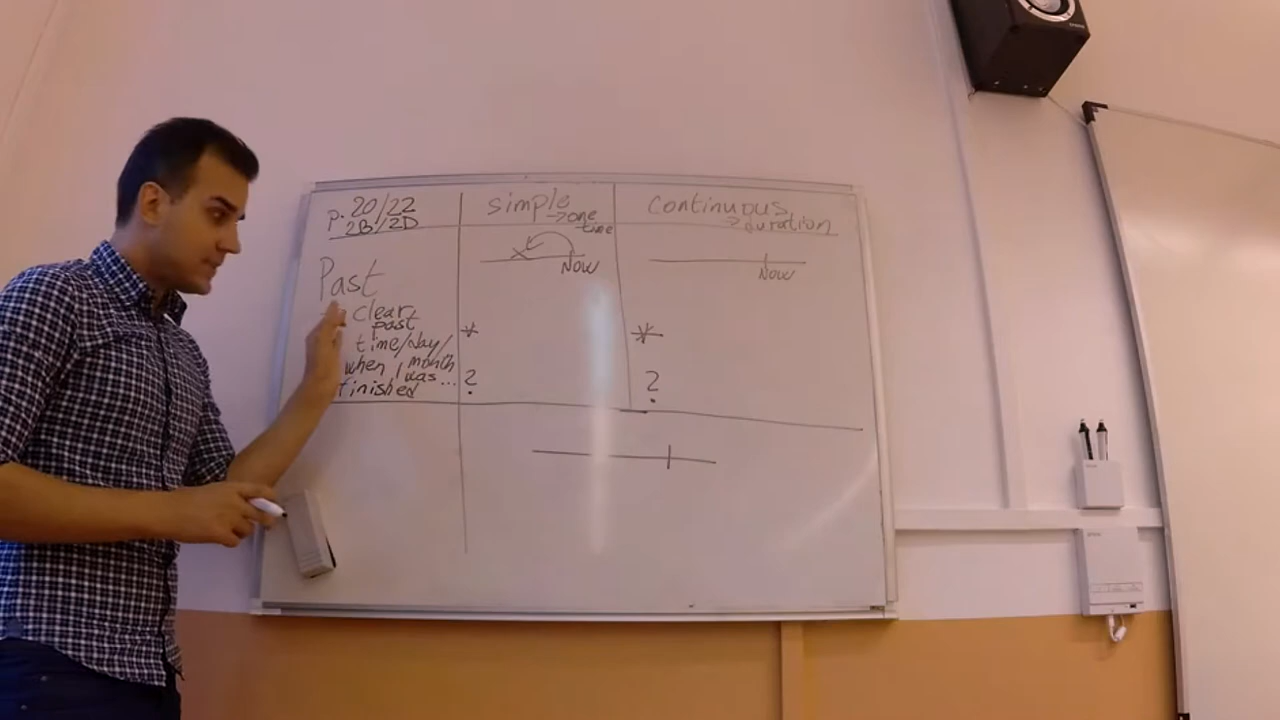 p. 20/22
2B/2D
simple
→one
time
continuous
→duration
Now
Now
Past
clear
past
time/day/
month
when I was...
finished
*
?
*
?